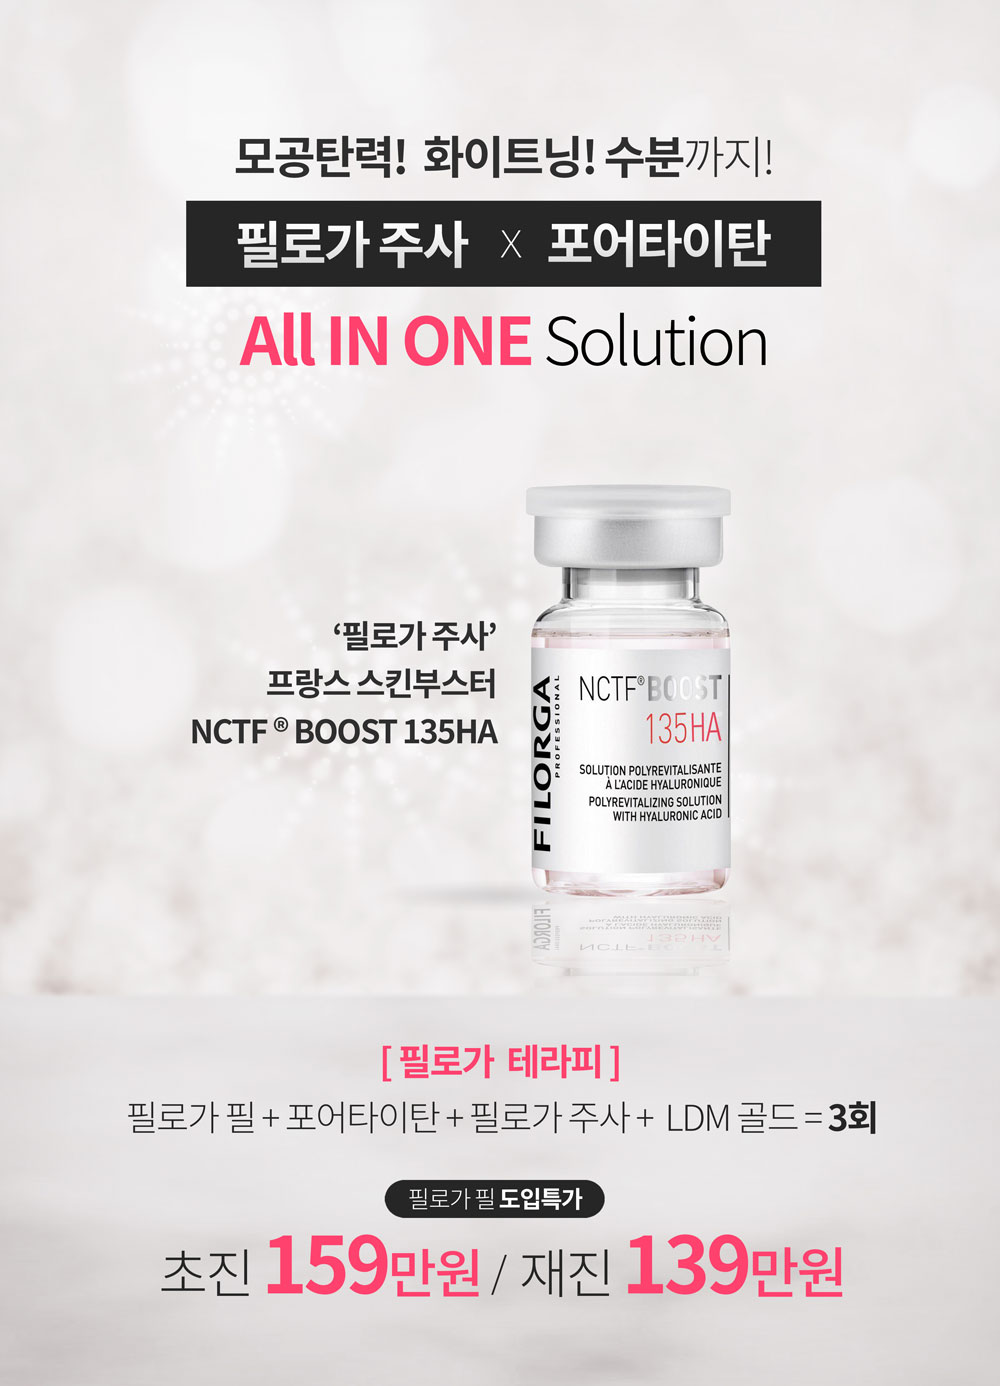 모공탄력! 화이트닝! 수분까지!
필로가 주사 X 포어타이탄
All IN ONE Solution
‘필로가 주사’
프랑스 스킨부스터
NCTF ® BOOST 135HA
FILORGA
PROFESSIONAL
NCTF® BOOST
135HA
SOLUTION POLYREVITALISANTE
À L'ACIDE HYALURONIQUE
POLYREVITALIZING SOLUTION
WITH HYALURONIC ACID
[ 필로가 테라피 ]
필로가 필 + 포어타이탄 + 필로가 주사 + LDM 골드 = 3회
필로가 필 도입특가
초진 159만원 / 재진 139만원